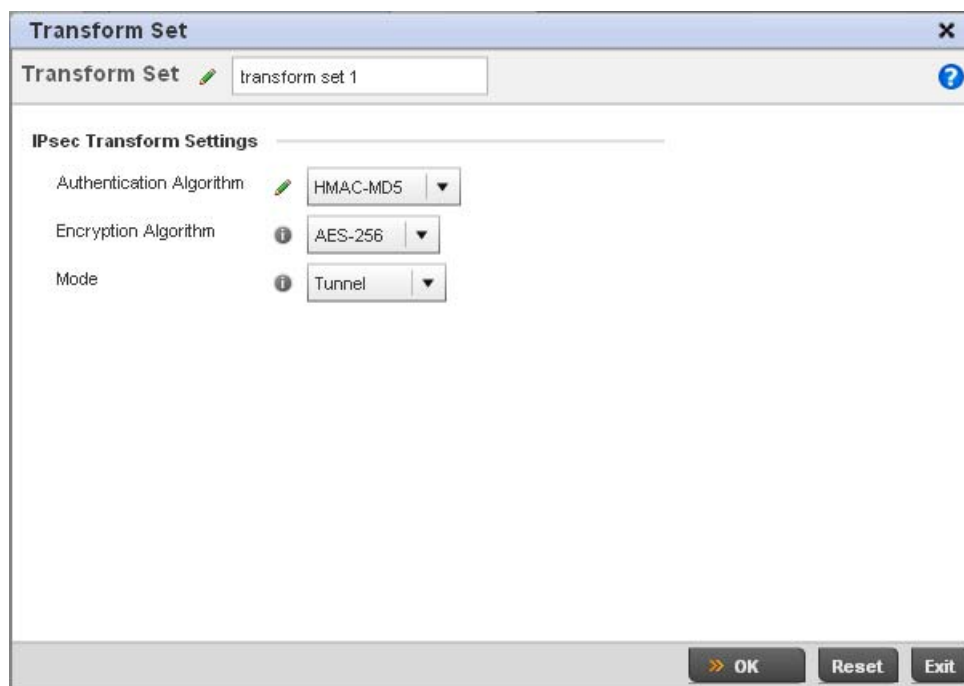 Transform Set
Transform Set transform set 1
IPsec Transform Settings
Authentication Algorithm HMAC-MD5
Encryption Algorithm AES-256
Mode Tunnel
» OK Reset Exit